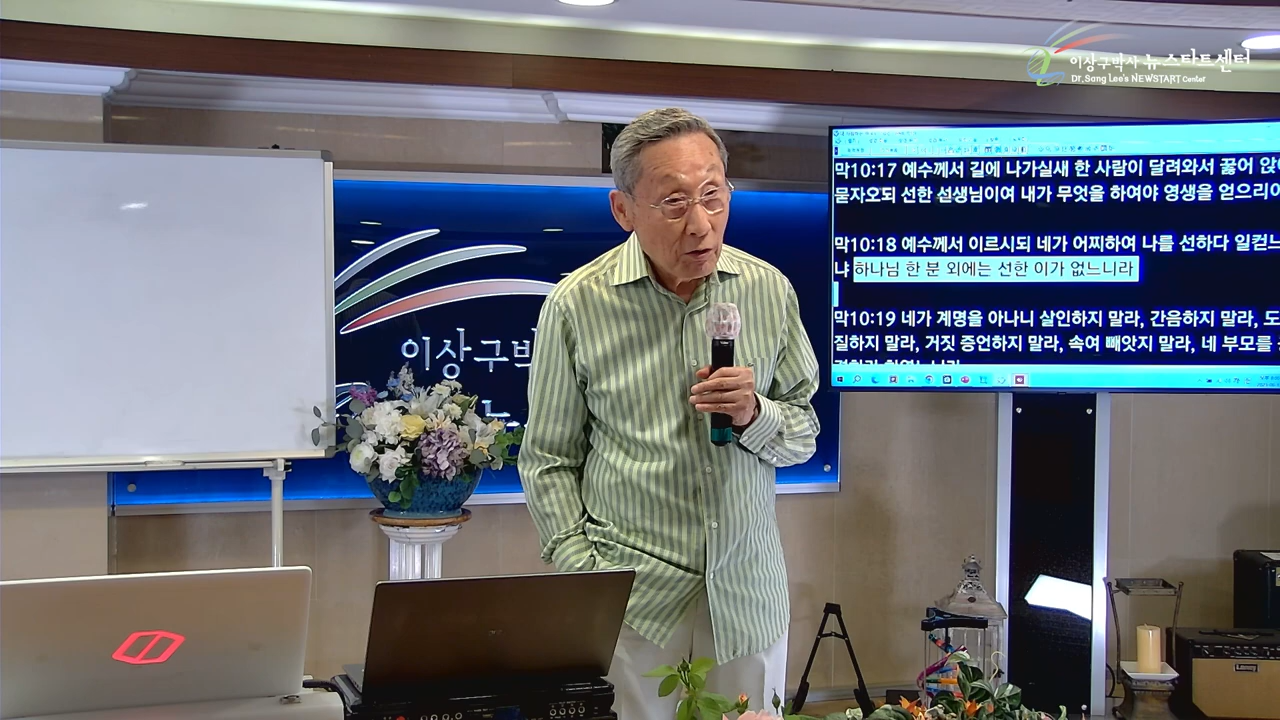 이상구박사 뉴스타트센터
Dr. Sang Lee's NEWSTART Center
막10:17 예수께서 길에 나가실새 한 사람이 달려와서 꿇어
묻자오되 선한 선생님이여 내가 무엇을 하여야 영생을 얻으리이
막10:18 예수께서 이르시되 네가 어찌하여 나를 선하다 일컫느
냐 하나님 한 분 외에는 선한 이가 없느니라
막10:19 네가 계명을 아나니 살인하지 말라, 간음하지 말라, 도
질하지 말라, 거짓 증언하지 말라, 속여 빼앗지 말라, 네 부모를
이상구
Laney